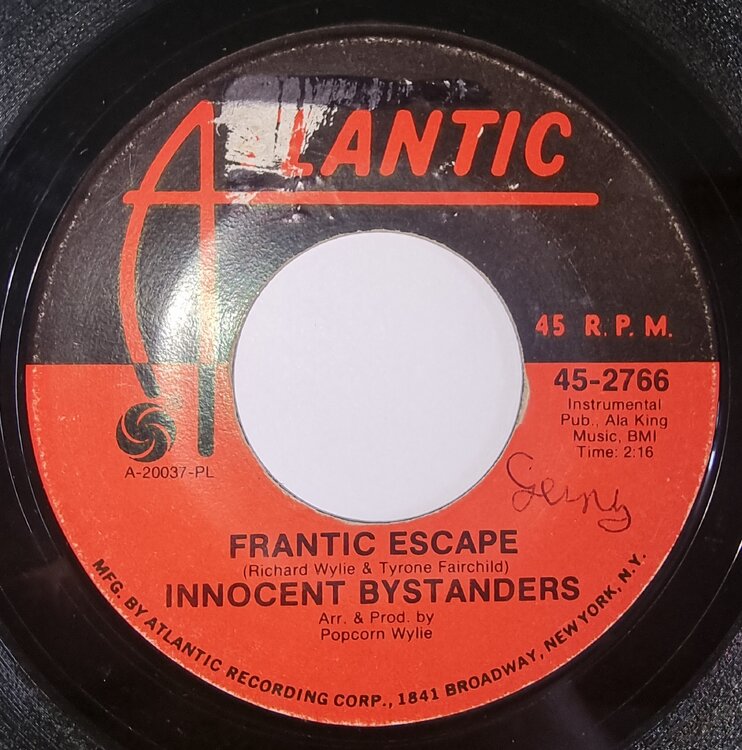 ATLANTIC
45 R.P.M.
45-2766
Instrumental
Pub., Ala King
Music, BMI
Time: 2:16
A-20037-PL
FRANTIC ESCAPE
(Richard Wylie & Tyrone Fairchild)
INNOCENT BYSTANDERS
Arr. & Prod. by
Popcorn Wylie
MFG. BY ATLANTIC RECORDING CORP., 1841 BROADWAY, NEW YORK, N.Y.